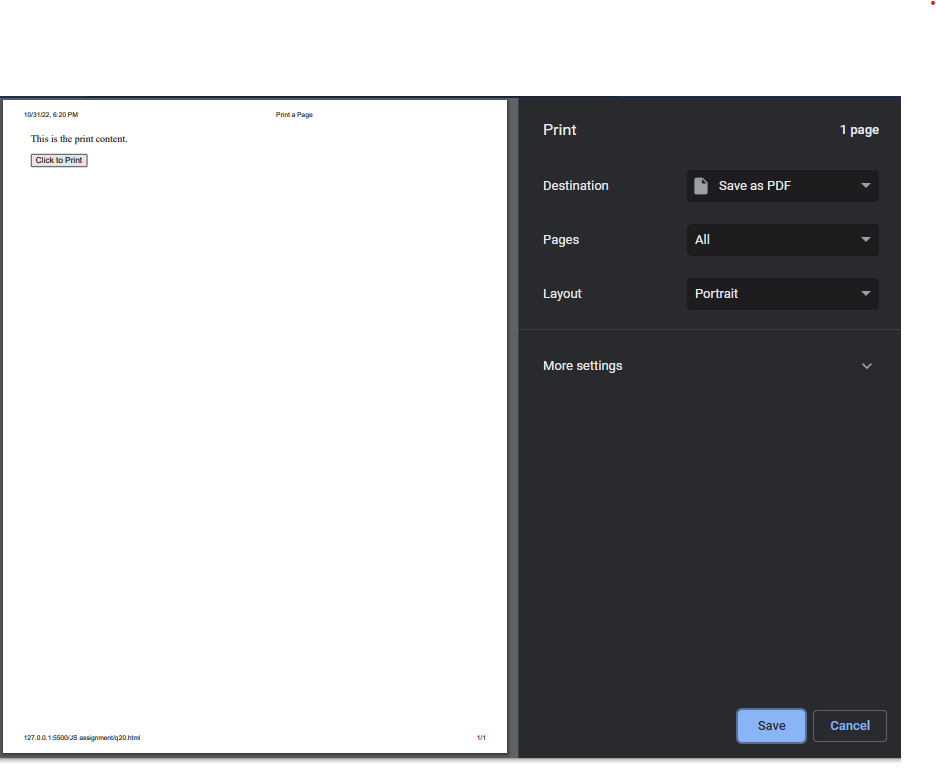 10/31/22, 6:20 PM Print a Page
This is the print content.
Click to Print
127.0.0.1:5500/JS assignment/q20.html 1/1
Print 1 page
Destination Save as PDF
Pages All
Layout Portrait
More settings
Save Cancel